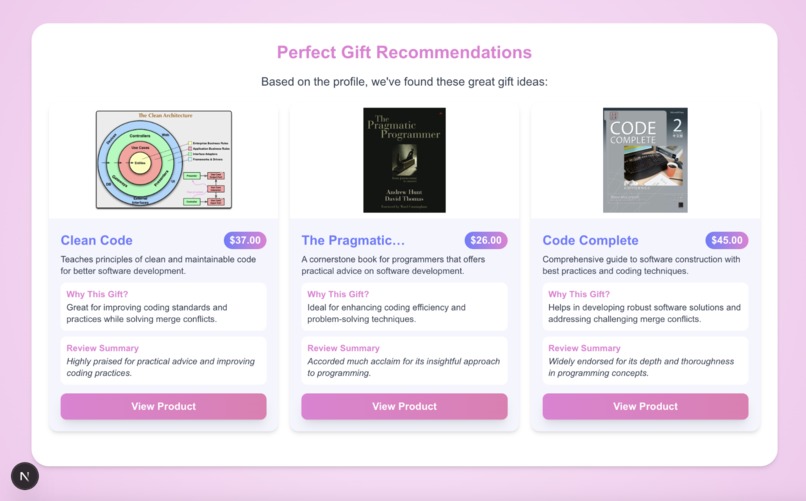 Perfect Gift Recommendations
Based on the profile, we've found these great gift ideas:
The Clean Architecture
Controllers
Use Cases
Entities
The
Pragmatic
Programmer
Andrew Hunt
David Thomas
CODE
COMPLETE
2
Clean Code
$37.00
Teaches principles of clean and maintainable code
for better software development.
Why This Gift?
Great for improving coding standards and
practices while solving merge conflicts.
Review Summary
Highly praised for practical advice and improving
coding practices.
View Product
The Pragmatic...
$26.00
A cornerstone book for programmers that offers
practical advice on software development.
Why This Gift?
Ideal for enhancing coding efficiency and
problem-solving techniques.
Review Summary
Accorded much acclaim for its insightful approach
to programming.
View Product
Code Complete
$45.00
Comprehensive guide to software construction with
best practices and coding techniques.
Why This Gift?
Helps in developing robust software solutions and
addressing challenging merge conflicts.
Review Summary
Widely endorsed for its depth and thoroughness
in programming concepts.
View Product
N